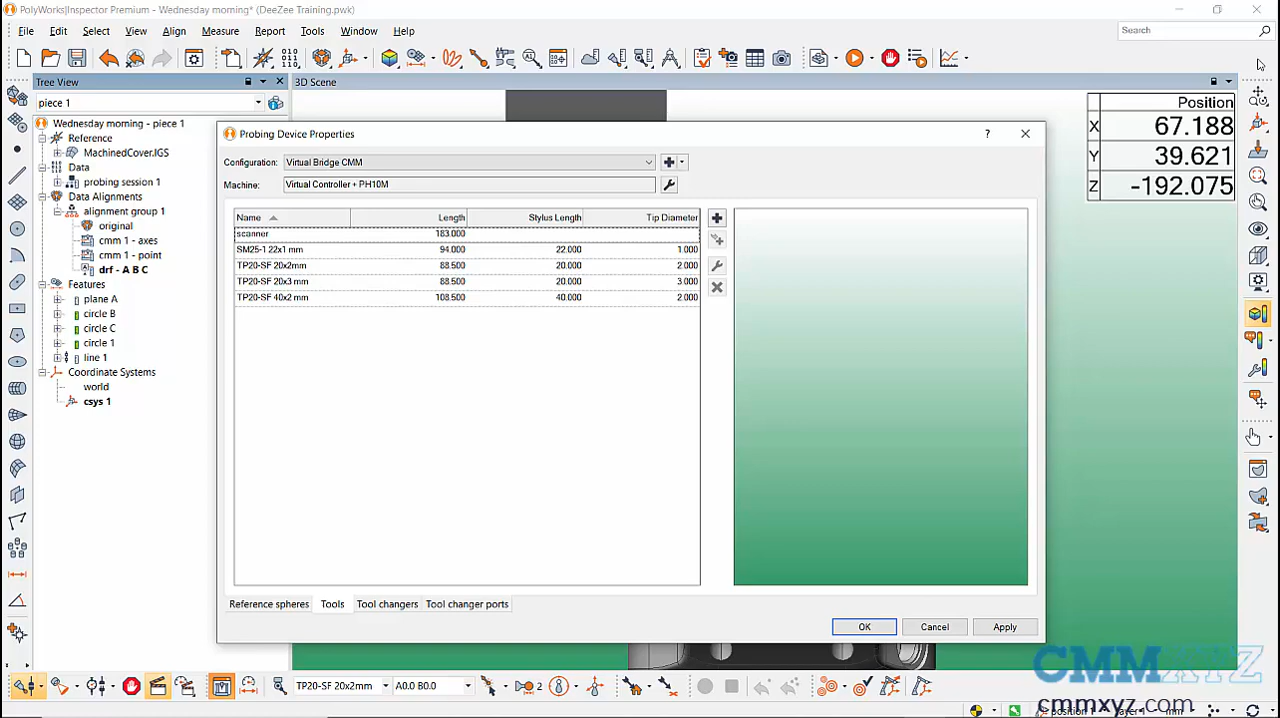 PolyWorks|Inspector Premium - Wednesday morning* (DeeZee Training.pwk)
File Edit Select View Align Measure Report Tools Window Help
Search
Tree View
3D Scene
piece 1
Wednesday morning - piece 1
Reference
MachinedCover.IGS
Data
probing session 1
Data Alignments
alignment group 1
original
cmm 1 - axes
cmm 1 - point
drf - A B C
Features
plane A
circle B
circle C
circle 1
line 1
Coordinate Systems
world
csys 1
Position
X 67.188
Y 39.621
Z -192.075
Probing Device Properties
?
Configuration: Virtual Bridge CMM
Machine: Virtual Controller + PH10M
Name Length Stylus Length Tip Diameter
scanner 183.000
SM25-1 22x1 mm 94.000 22.000 1.000
TP20-SF 20x2mm 88.500 20.000 2.000
TP20-SF 20x3 mm 88.500 20.000 3.000
TP20-SF 40x2 mm 108.500 40.000 2.000
Reference spheres Tools Tool changers Tool changer ports
OK Cancel Apply
TP20-SF 20x2mm A0.0 B0.0 2
CMMXYZ
cmmxyz.com